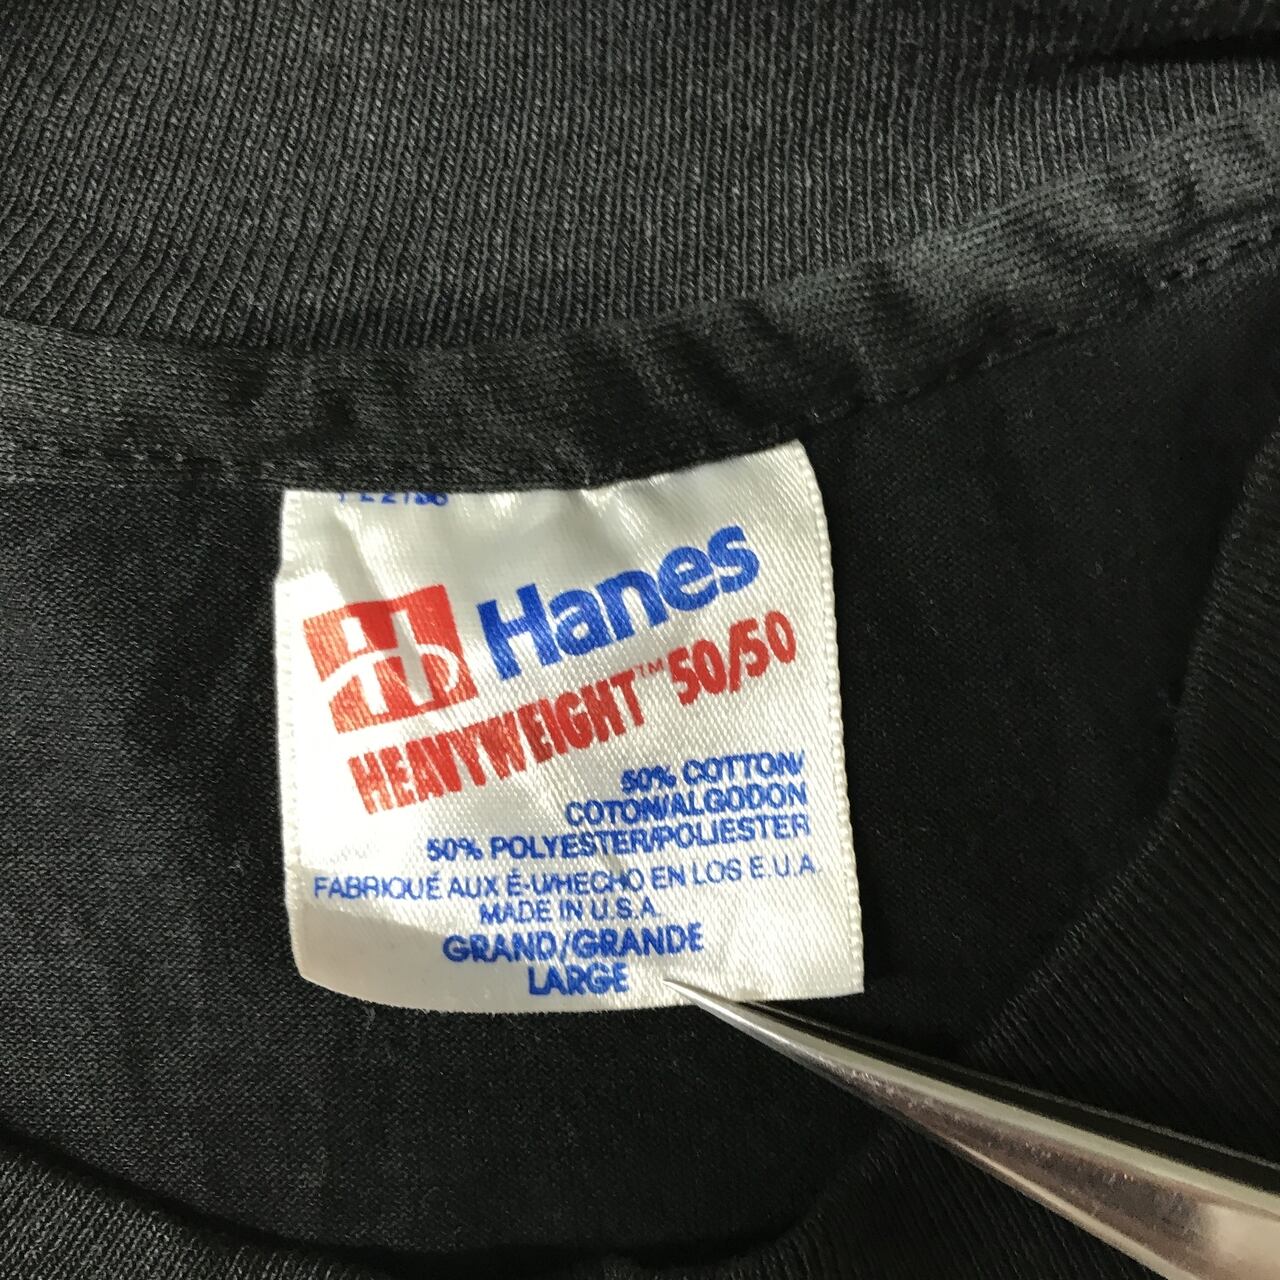 Hanes
HEAVYWEIGHT™ 50/50
50% COTTON/
COTON/ALGODON
50% POLYESTER/POLIESTER
FABRIQUÉ AUX É-U/HECHO EN LOS E.U.A.
MADE IN U.S.A.
GRAND/GRANDE
LARGE